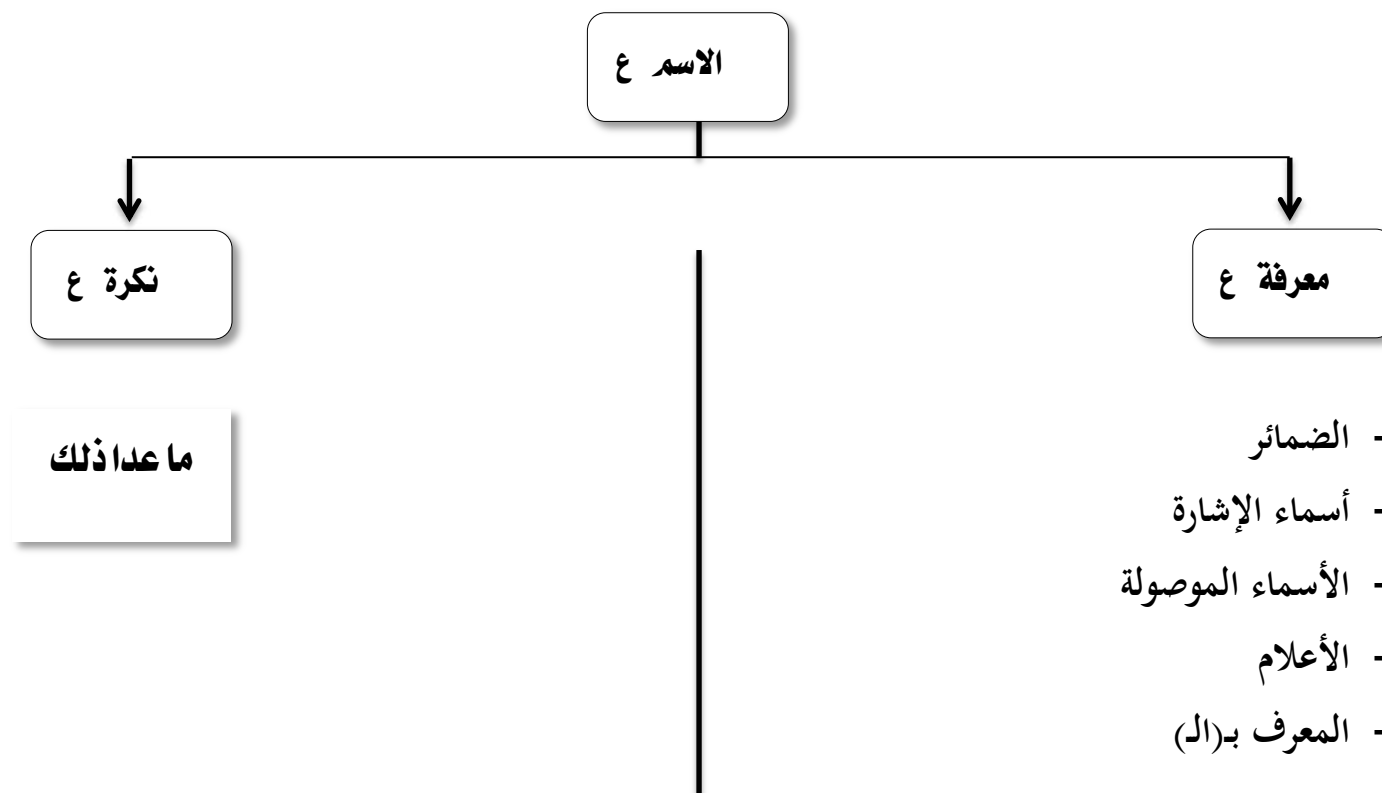 الاسم ع
معرفة ع
- الضمائر
- أسماء الإشارة
- الأسماء الموصولة
- الأعلام
- المعرف بـ(الـ)
نكرة ع
ما عدا ذلك